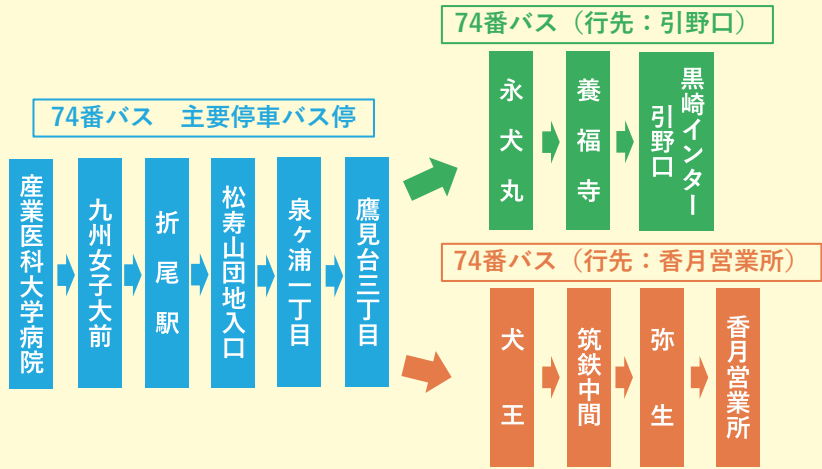 74番バス　主要停車バス停
産業医科大学病院
九州女子大前
折尾駅
松寿山団地入口
泉ヶ浦一丁目
鷹見台三丁目
74番バス（行先：引野口）
永犬丸
養福寺
黒崎インター
引野口
74番バス（行先：香月営業所）
犬王
筑鉄中間
弥生
香月営業所